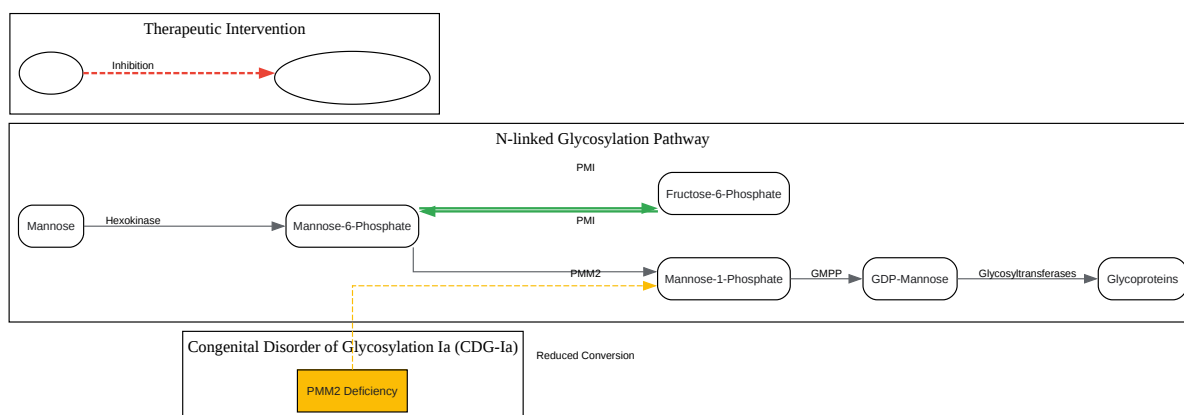 Therapeutic Intervention
Inhibition
N-linked Glycosylation Pathway
PMI
Fructose-6-Phosphate
Mannose
Hexokinase
Mannose-6-Phosphate
PMI
PMM2
Mannose-1-Phosphate
GMPP
GDP-Mannose
Glycosyltransferases
Glycoproteins
Congenital Disorder of Glycosylation Ia (CDG-Ia)
Reduced Conversion
PMM2 Deficiency